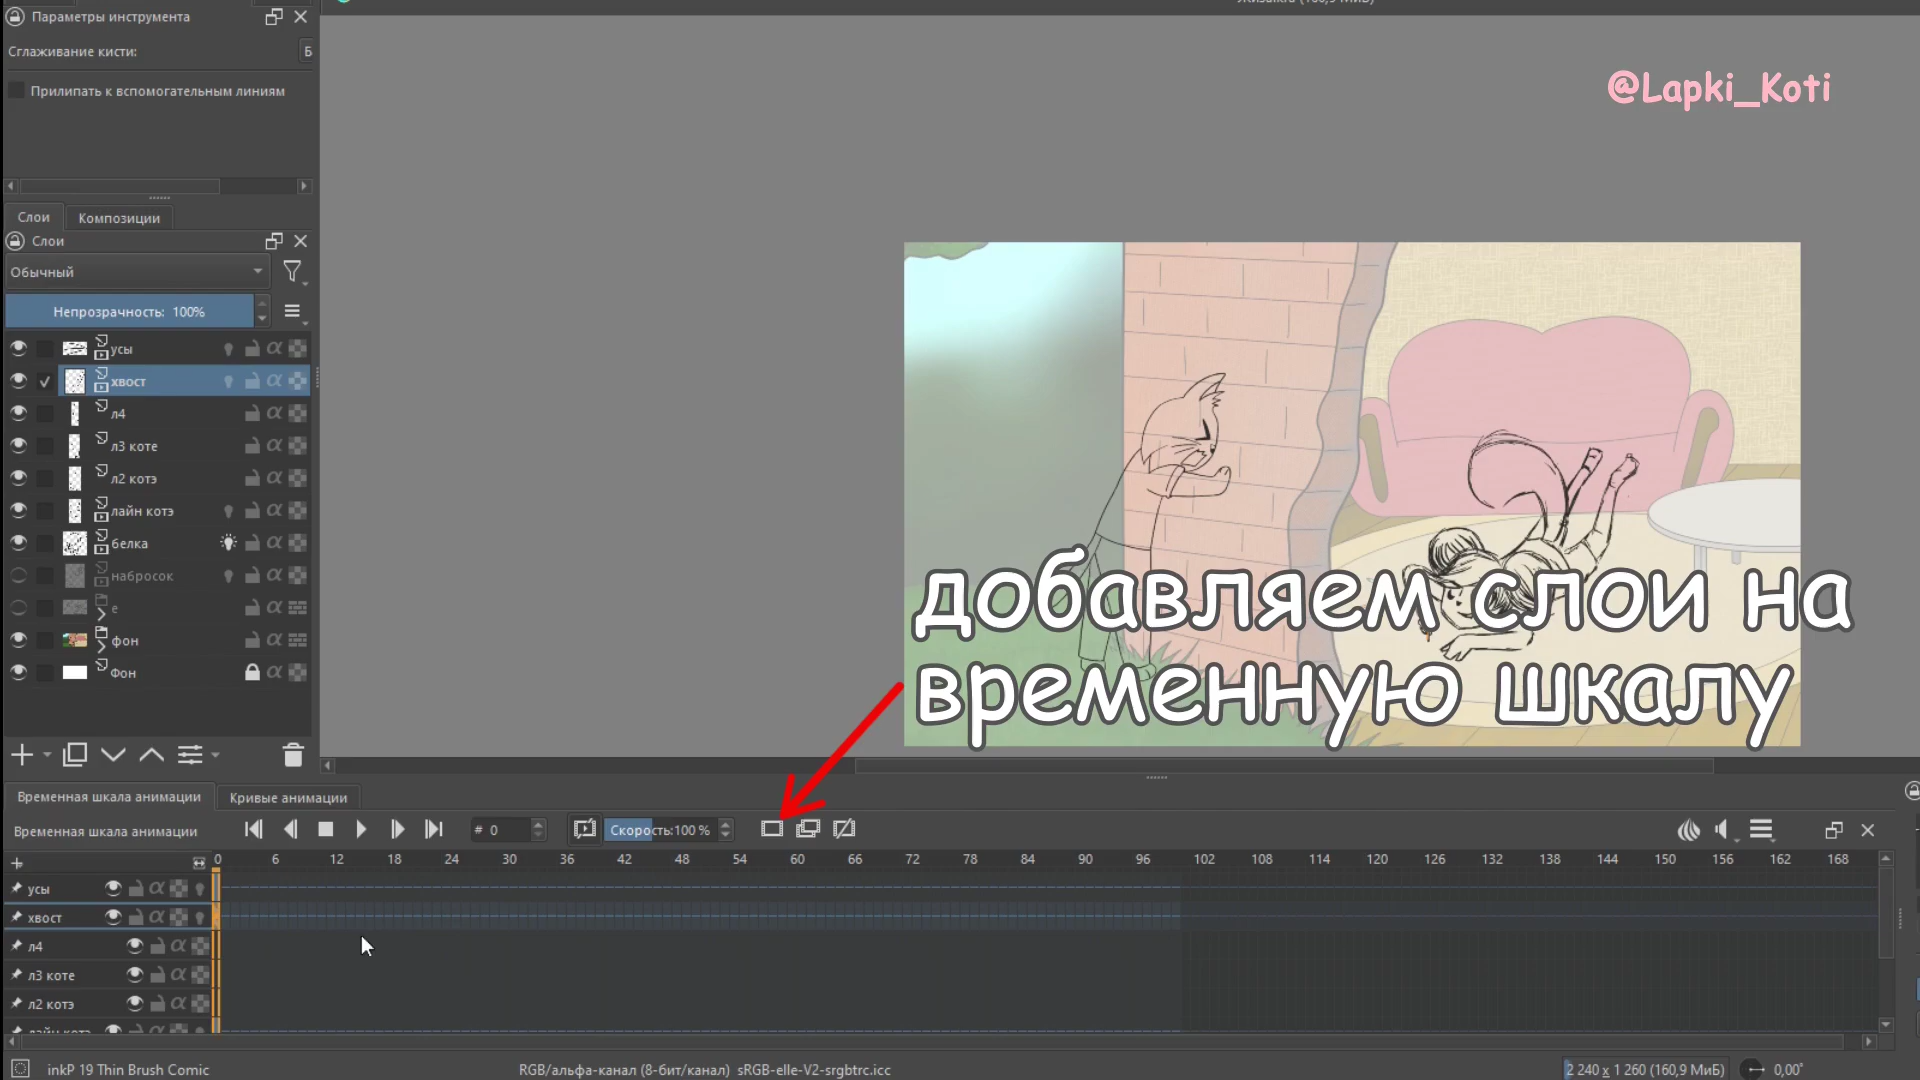 Параметры инструмента
Сглаживание кисти:
Б
Прилипать к вспомогательным линиям
@Lapki_Koti
Слои
Композиции
Слои
Обычный
Непрозрачность: 100%
усы
хвост
л4
л3 коте
л2 котэ
лайн котэ
белка
набросок
е
фон
Фон
добавляем слои на
временную шкалу
Временная шкала анимации
Кривые анимации
Временная шкала анимации
# 0
Скорость:100 %
0 6 12 18 24 30 36 42 48 54 60 66 72 78 84 90 96 102 108 114 120 126 132 138 144 150 156 162 168
усы
хвост
л4
л3 коте
л2 котэ
лайн котэ
inkP 19 Thin Brush Comic
RGB/альфа-канал (8-бит/канал) sRGB-elle-V2-srgbtrc.icc
2 240 x 1 260 (160,9 МиБ)
0,00°